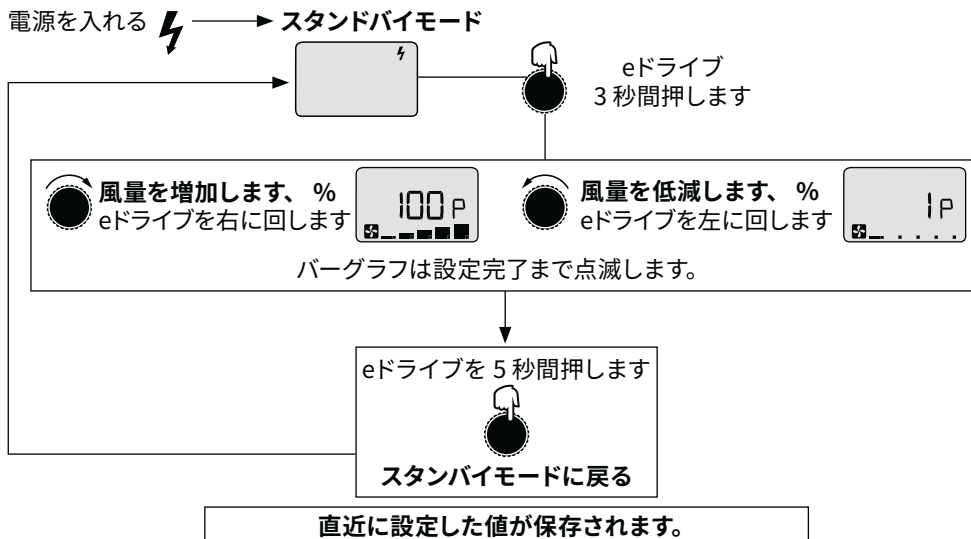 電源を入れる スタンドバイモード
eドライブ
3 秒間押します
風量を増加します、 %
eドライブを右に回します
100 P
風量を低減します、 %
eドライブを左に回します
1 P
バーグラフは設定完了まで点滅します。
eドライブを 5 秒間押します
スタンバイモードに戻る
直近に設定した値が保存されます。